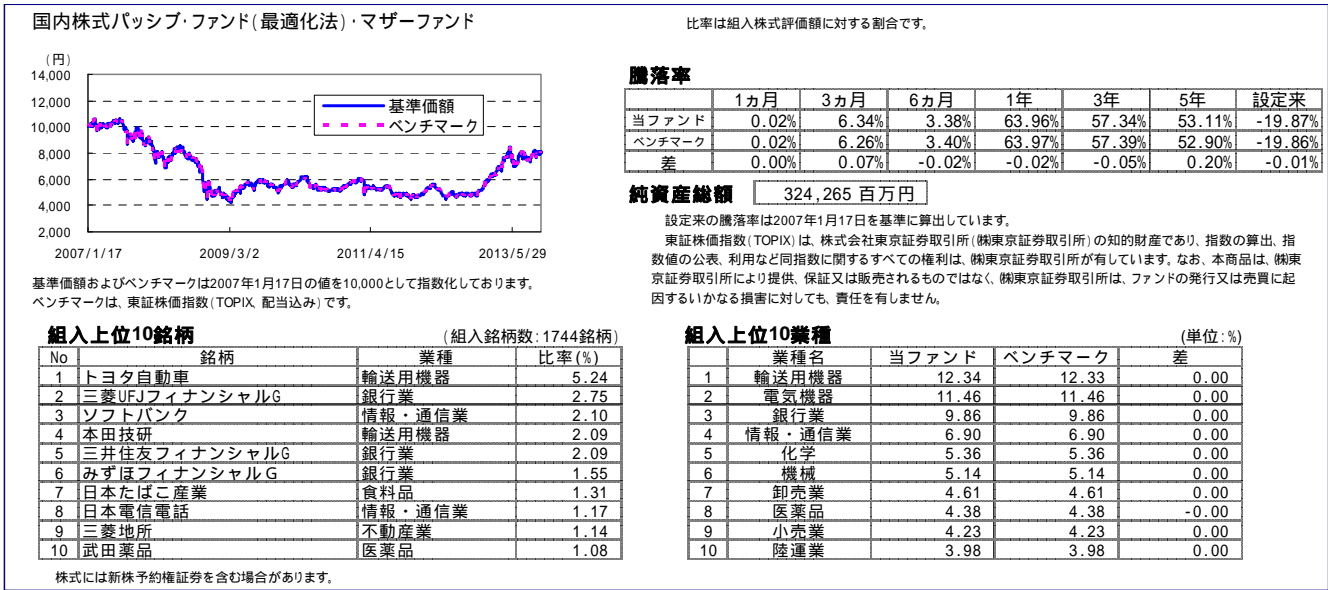 国内株式パッシブ・ファンド(最適化法)・マザーファンド
(円)
14,000
12,000
10,000
8,000
6,000
4,000
2,000
基準価額
ベンチマーク
2007/1/17 2009/3/2 2011/4/15 2013/5/29
基準価額およびベンチマークは2007年1月17日の値を10,000として指数化しております。
ベンチマークは、東証株価指数(TOPIX、配当込み)です。
比率は組入株式評価額に対する割合です。
騰落率
1ヵ月 3ヵ月 6ヵ月 1年 3年 5年 設定来
当ファンド 0.02% 6.34% 3.38% 63.96% 57.34% 53.11% -19.87%
ベンチマーク 0.02% 6.26% 3.40% 63.97% 57.39% 52.90% -19.86%
差 0.00% 0.07% -0.02% -0.02% -0.05% 0.20% -0.01%
純資産総額 324,265 百万円
設定来の騰落率は2007年1月17日を基準に算出しています。
東証株価指数(TOPIX)は、株式会社東京証券取引所(㈱東京証券取引所)の知的財産であり、指数の算出、指
数値の公表、利用など同指数に関するすべての権利は、㈱東京証券取引所が有しています。なお、本商品は、㈱東
京証券取引所により提供、保証又は販売されるものではなく、㈱東京証券取引所は、ファンドの発行又は売買に起
因するいかなる損害に対しても、責任を有しません。
組入上位10銘柄 (組入銘柄数:1744銘柄)
No 銘柄 業種 比率(%)
1 トヨタ自動車 輸送用機器 5.24
2 三菱UFJフィナンシャルG 銀行業 2.75
3 ソフトバンク 情報・通信業 2.10
4 本田技研 輸送用機器 2.09
5 三井住友フィナンシャルG 銀行業 2.09
6 みずほフィナンシャルG 銀行業 1.55
7 日本たばこ産業 食料品 1.31
8 日本電信電話 情報・通信業 1.17
9 三菱地所 不動産業 1.14
10 武田薬品 医薬品 1.08
株式には新株予約権証券を含む場合があります。
組入上位10業種 (単位:%)
業種名 当ファンド ベンチマーク 差
1 輸送用機器 12.34 12.33 0.00
2 電気機器 11.46 11.46 0.00
3 銀行業 9.86 9.86 0.00
4 情報・通信業 6.90 6.90 0.00
5 化学 5.36 5.36 0.00
6 機械 5.14 5.14 0.00
7 卸売業 4.61 4.61 0.00
8 医薬品 4.38 4.38 -0.00
9 小売業 4.23 4.23 0.00
10 陸運業 3.98 3.98 0.00